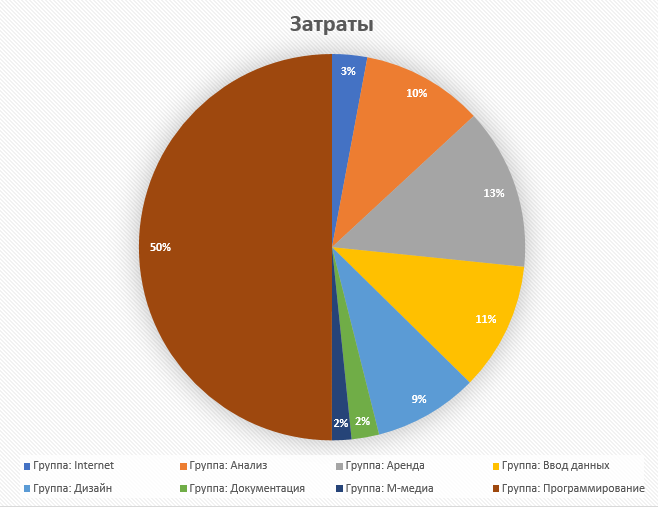 Затраты
3%
10%
13%
50%
11%
9%
2%
2%
Группа: Internet Группа: Анализ Группа: Аренда Группа: Ввод данных
Группа: Дизайн Группа: Документация Группа: М-медиа Группа: Программирование